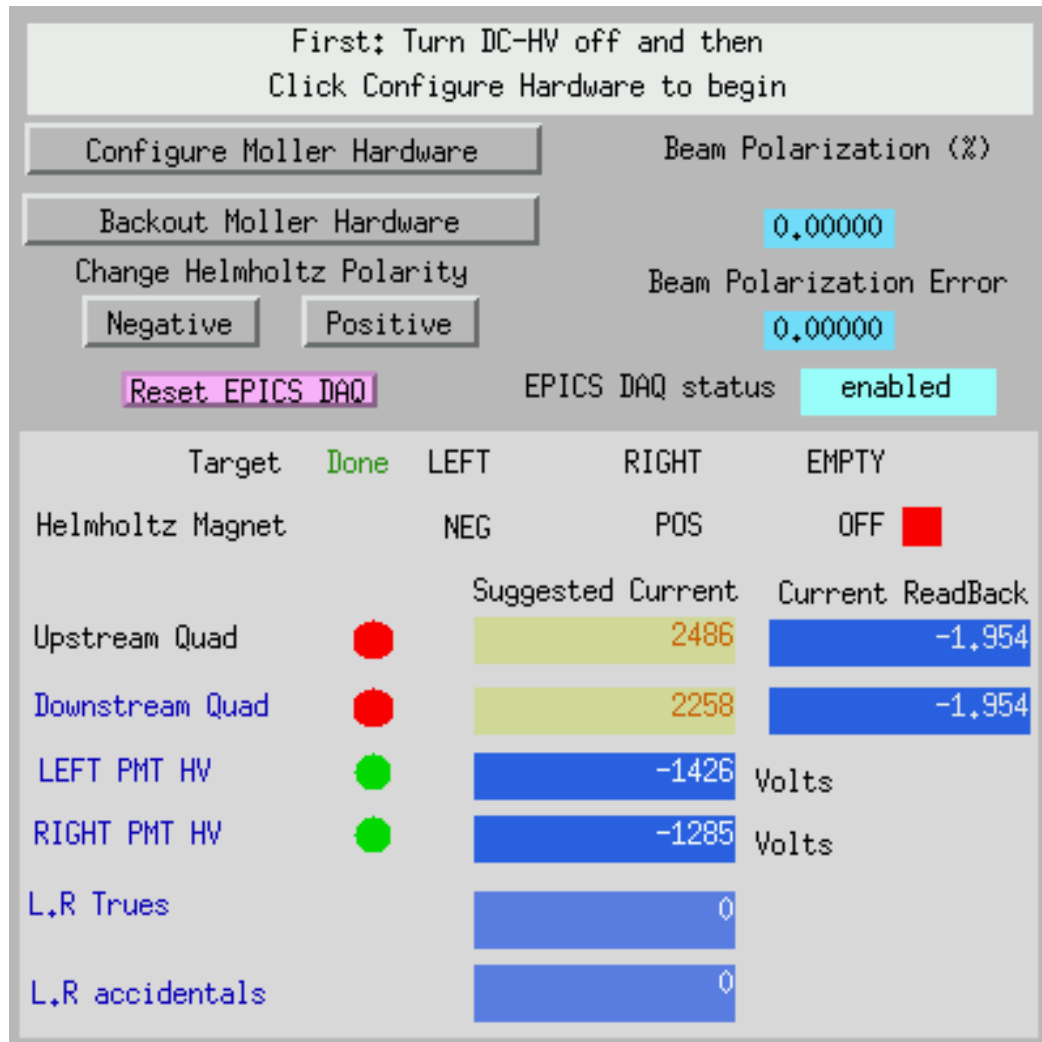 First: Turn DC-HV off and then
Click Configure Hardware to begin
Configure Moller Hardware
Beam Polarization (%)
Backout Moller Hardware
0.00000
Change Helmholtz Polarity
Beam Polarization Error
Negative Positive
0.00000
Reset EPICS DAQ
EPICS DAQ status enabled
Target Done LEFT RIGHT EMPTY
Helmholtz Magnet NEG POS OFF
Suggested Current Current ReadBack
Upstream Quad 2486 -1.954
Downstream Quad 2258 -1.954
LEFT PMT HV -1426 Volts
RIGHT PMT HV -1285 Volts
L.R Trues 0
L.R accidentals 0